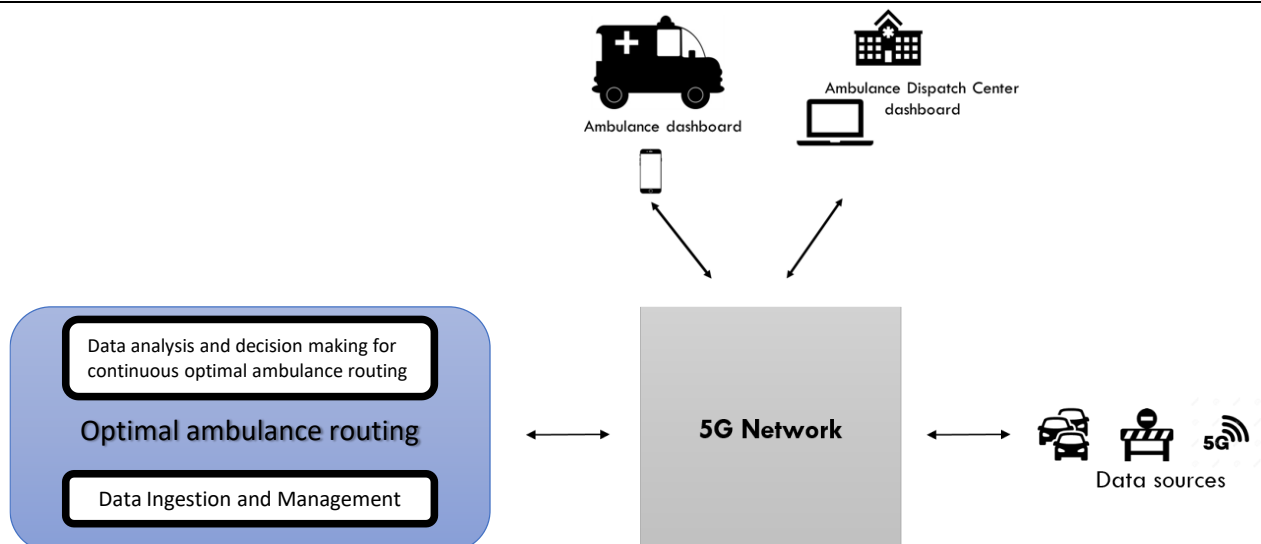 Ambulance dashboard
Ambulance Dispatch Center
dashboard
Data analysis and decision making for
continuous optimal ambulance routing
Optimal ambulance routing
Data Ingestion and Management
5G Network
5G
Data sources